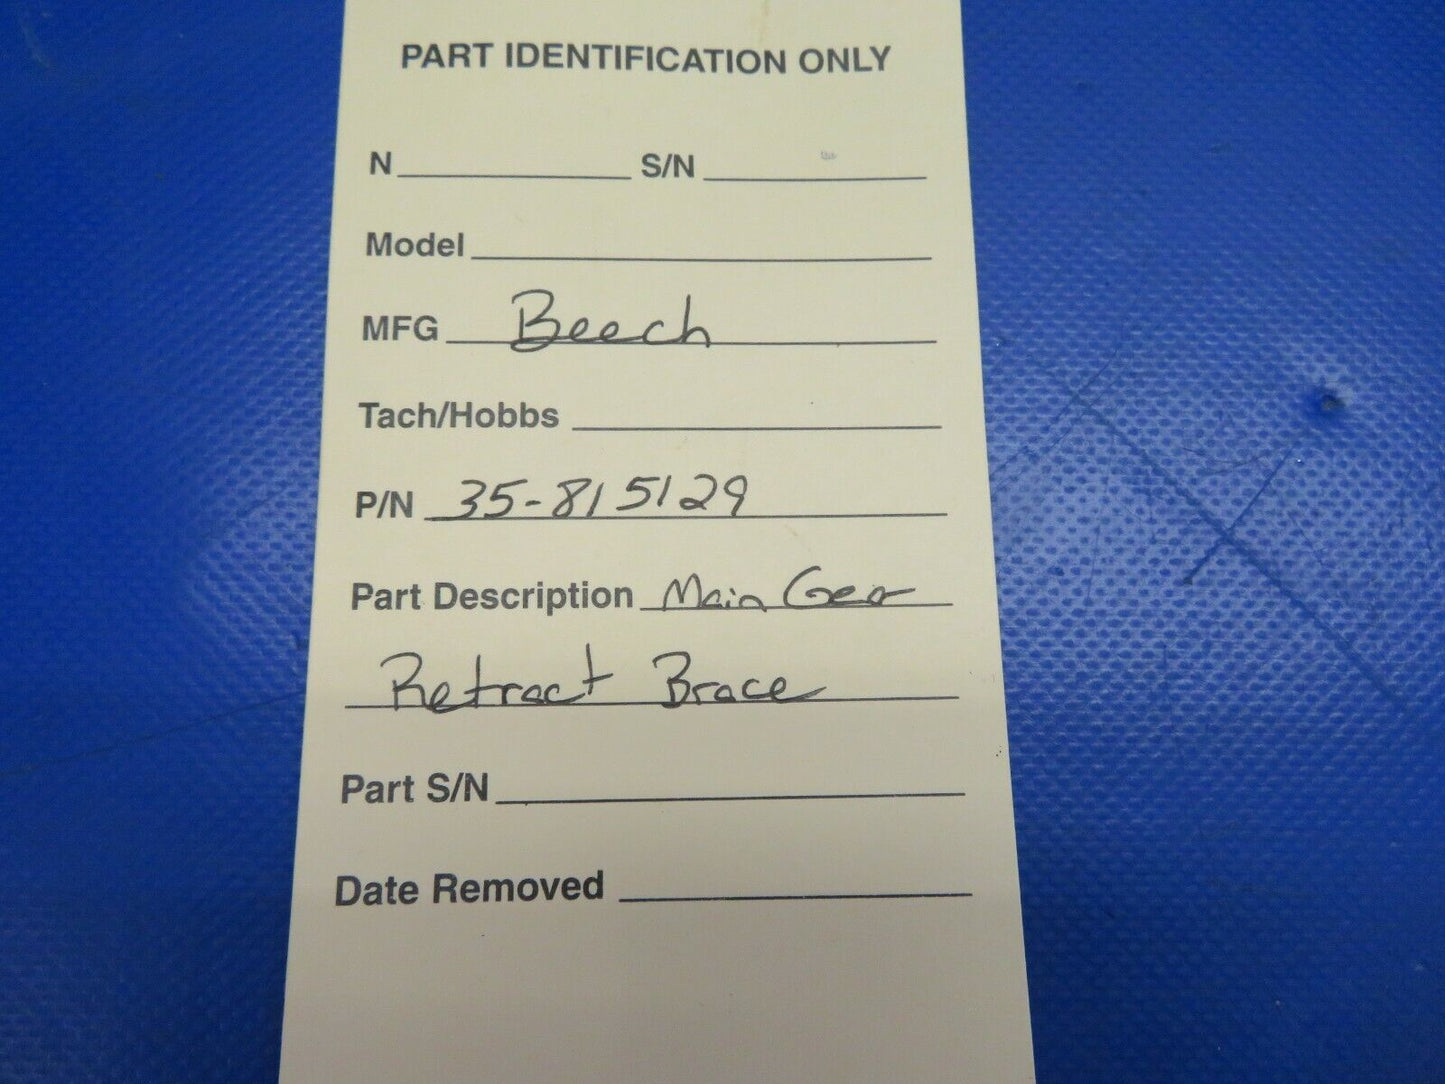 PART IDENTIFICATION ONLY
N S/N
Model
MFG Beech
Tach/Hobbs
P/N 35-815129
Part Description Main Gear
Retract Brace
Part S/N
Date Removed